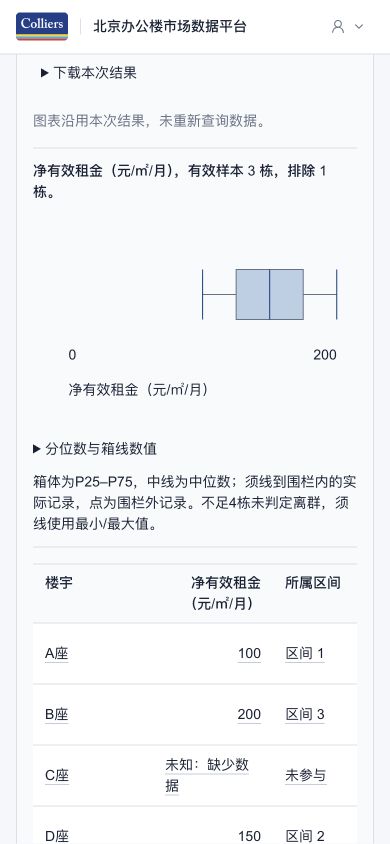 Colliers
北京办公楼市场数据平台
▶ 下载本次结果
图表沿用本次结果，未重新查询数据。
净有效租金（元/㎡/月），有效样本 3 栋，排除 1
栋。
0
200
净有效租金（元/㎡/月）
▶ 分位数与箱线数值
箱体为P25–P75，中线为中位数；须线到围栏内的实
际记录，点为围栏外记录。不足4栋未判定离群，须
线使用最小/最大值。
楼宇
净有效租金
（元/㎡/月）
所属区间
A座
100
区间 1
B座
200
区间 3
C座
未知：缺少数
据
未参与
D座
150
区间 2